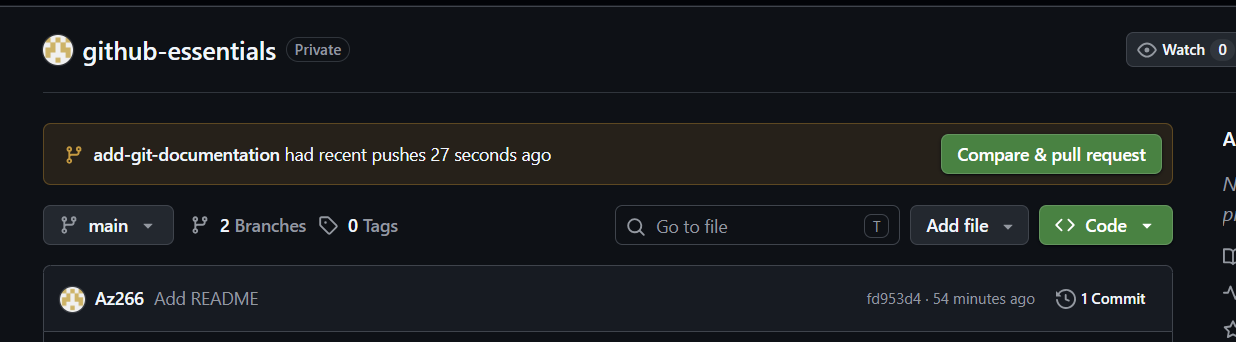 github-essentials Private Watch 0
add-git-documentation had recent pushes 27 seconds ago Compare & pull request
main 2 Branches 0 Tags Go to file T Add file Code
Az266 Add README fd953d4 · 54 minutes ago 1 Commit